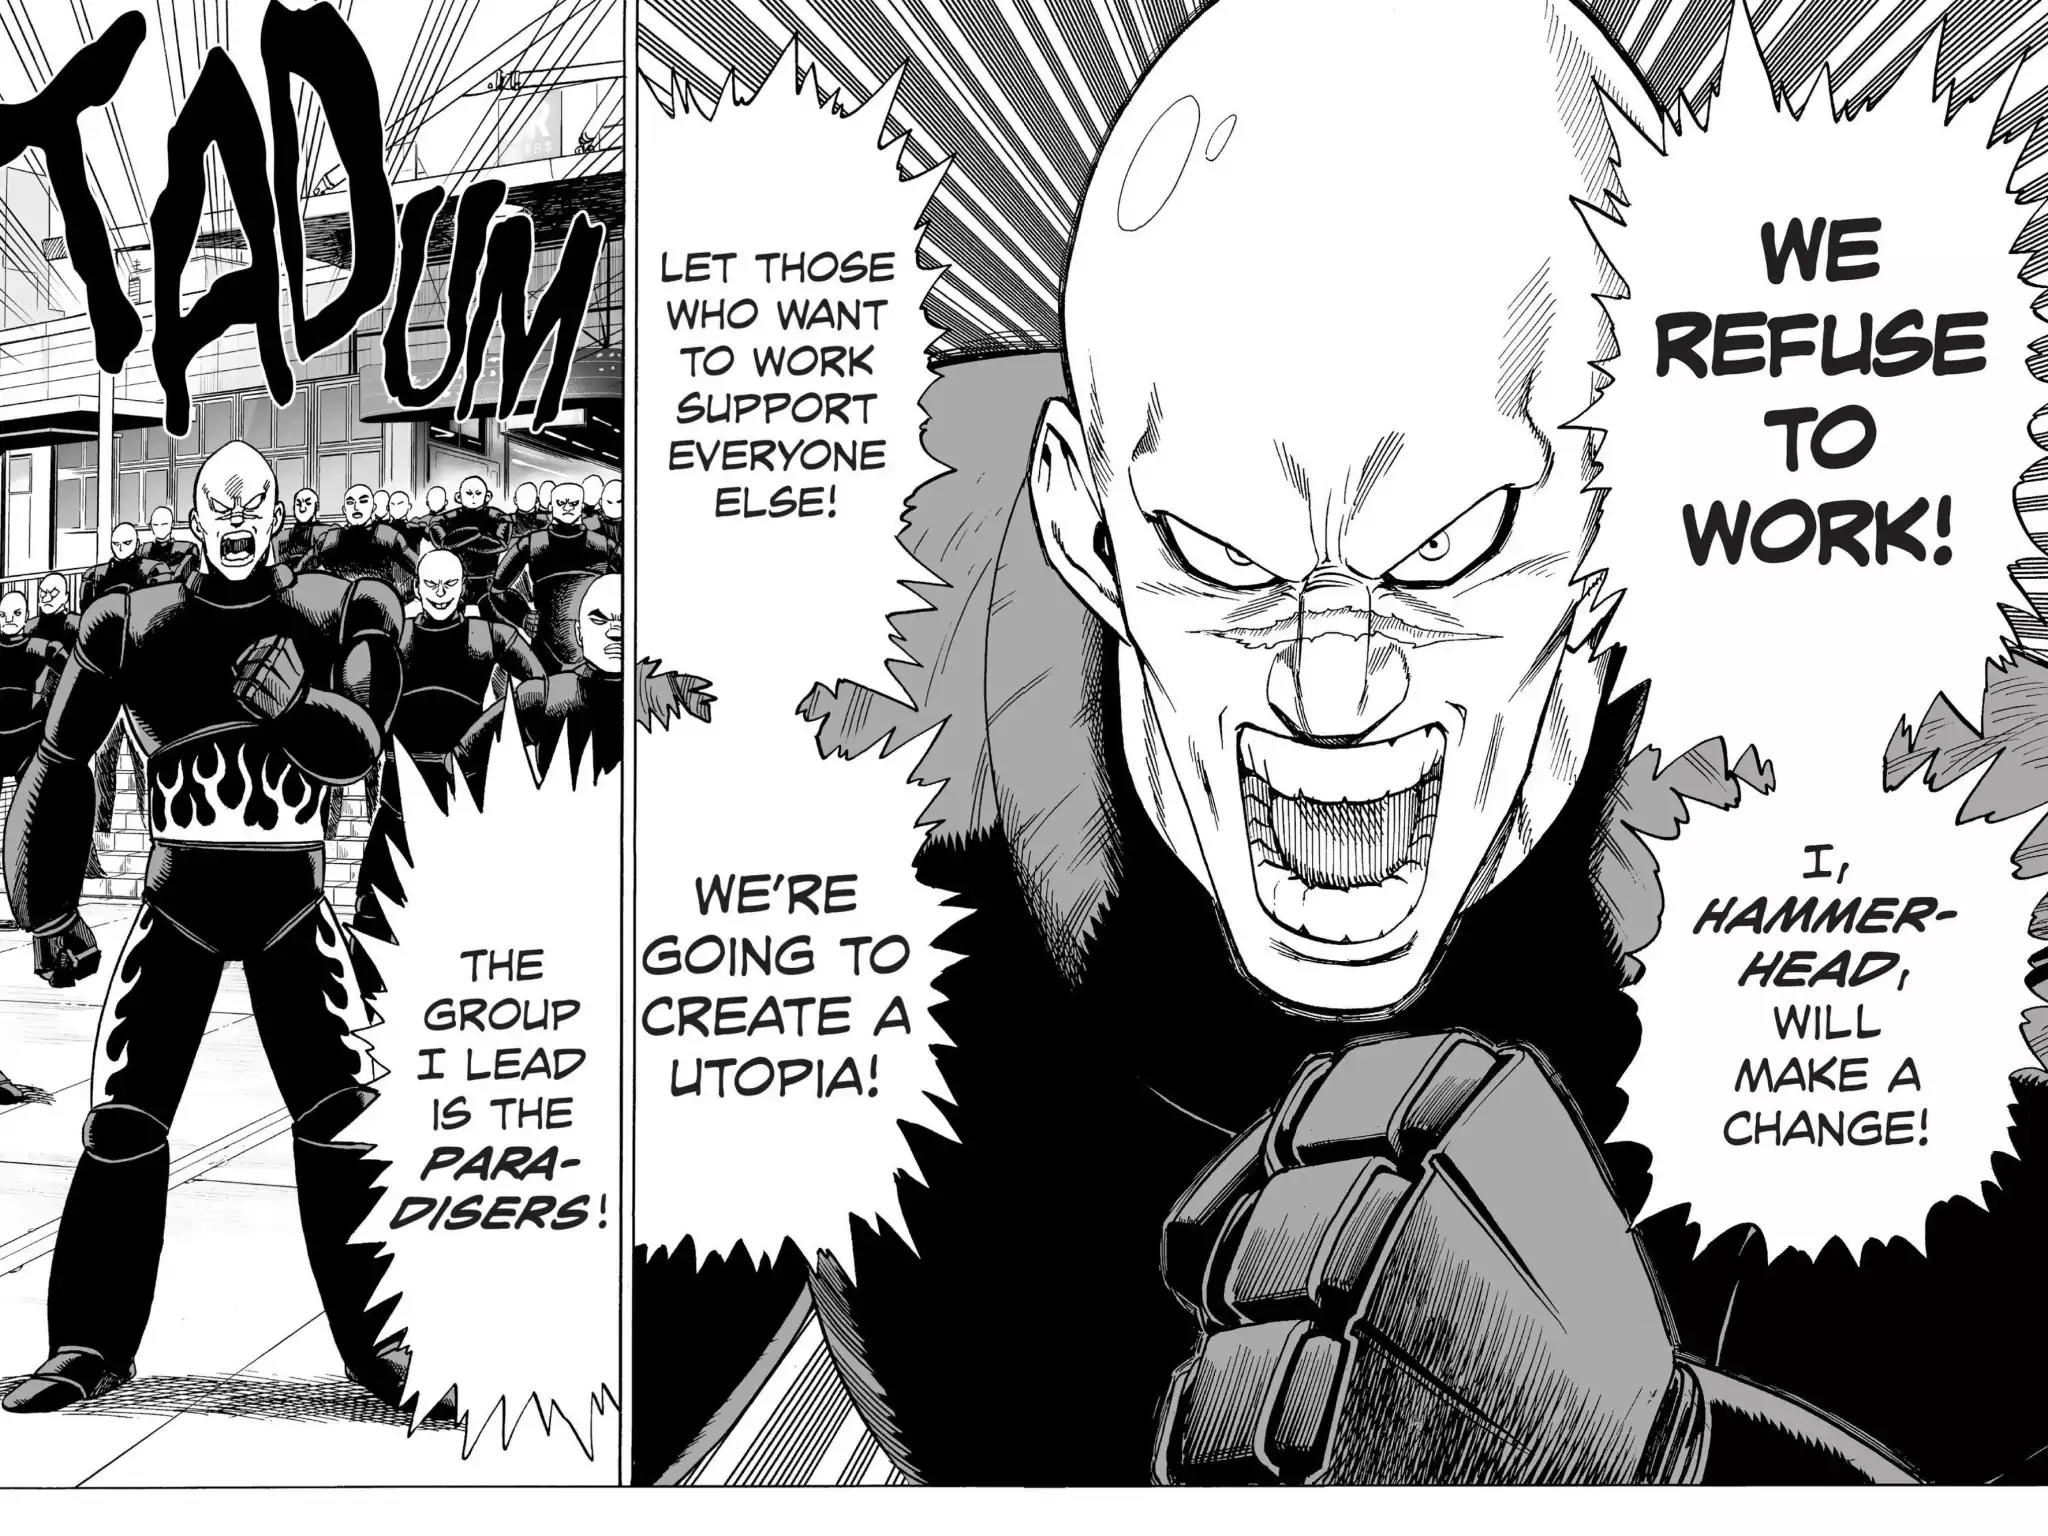 WE
REFUSE
TO
WORK!
I,
HAMMER-
HEAD,
WILL
MAKE A
CHANGE!
LET THOSE
WHO WANT
TO WORK
SUPPORT
EVERYONE
ELSE!
WE'RE
GOING TO
CREATE A
UTOPIA!
TADUM
THE
GROUP
I LEAD
IS THE
PARA-
DISERS!